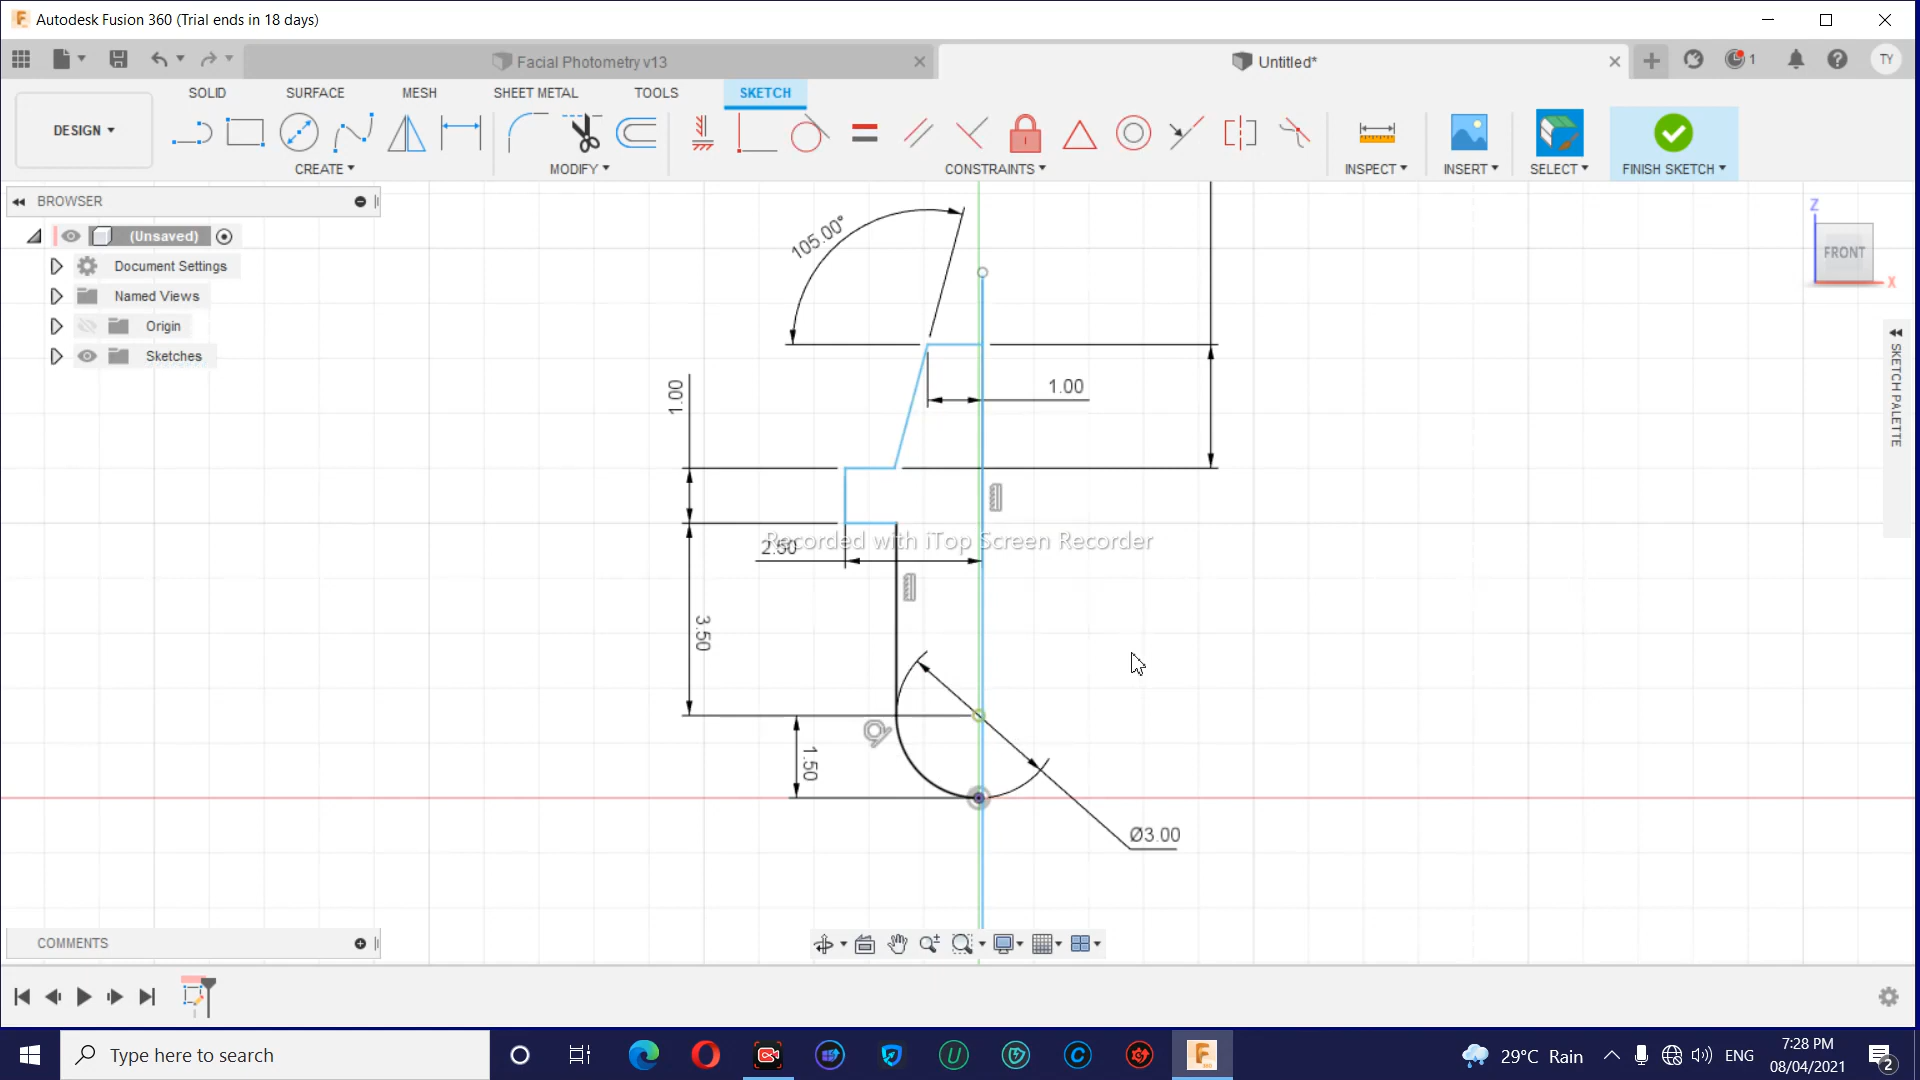 Autodesk Fusion 360 (Trial ends in 18 days)
Facial Photometry v13
Untitled*
1
TY
DESIGN
SOLID
SURFACE
MESH
SHEET METAL
TOOLS
SKETCH
CREATE
MODIFY
CONSTRAINTS
INSPECT
INSERT
SELECT
FINISH SKETCH
BROWSER
(Unsaved)
Document Settings
Named Views
Origin
Sketches
Z
FRONT
X
SKETCH PALETTE
105.00°
1.00
1.00
2.50
Recorded with iTop Screen Recorder
3.50
1.50
Ø3.00
COMMENTS
Type here to search
29°C Rain
ENG
7:28 PM
08/04/2021
2